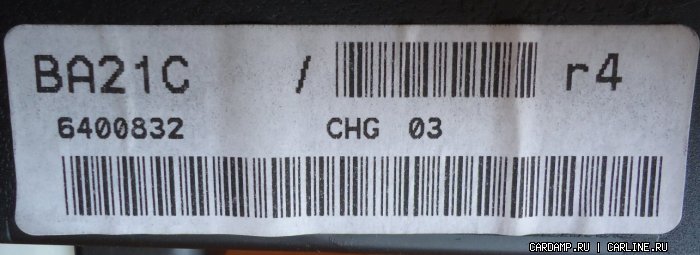 BA21C / r4
6400832 CHG 03
CARDAMP.RU | CARLINE.RU